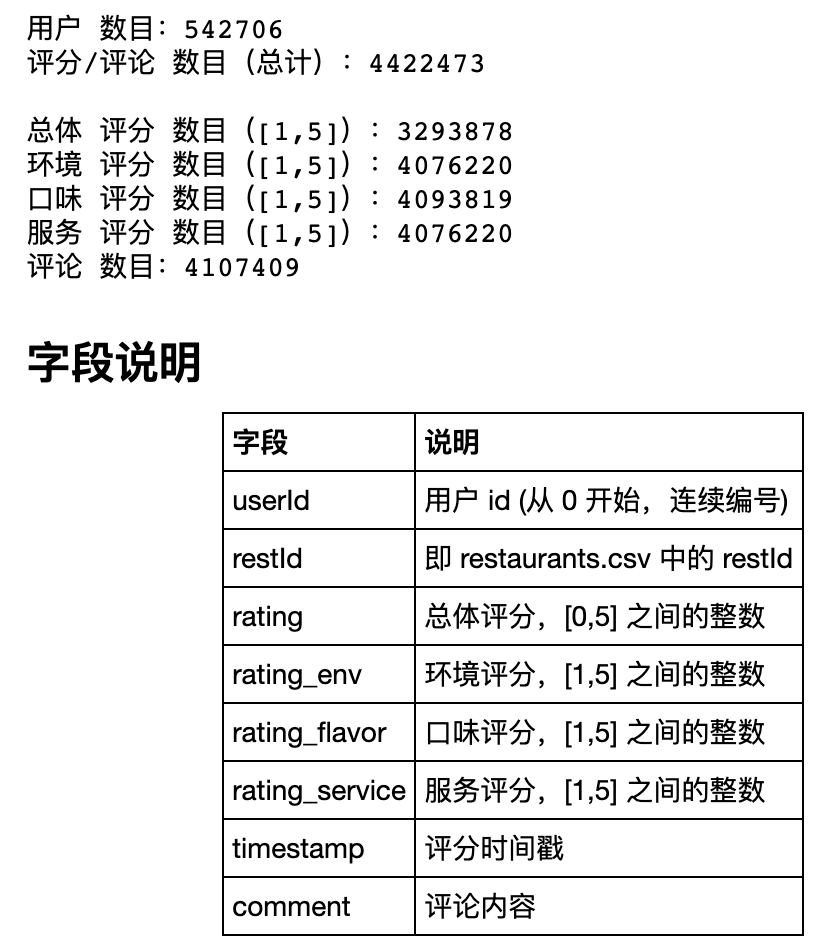 用户 数目：542706
评分/评论 数目（总计）：4422473
总体 评分 数目（[1,5]）：3293878
环境 评分 数目（[1,5]）：4076220
口味 评分 数目（[1,5]）：4093819
服务 评分 数目（[1,5]）：4076220
评论 数目：4107409
字段说明
字段 说明
userId 用户 id (从 0 开始，连续编号)
restId 即 restaurants.csv 中的 restId
rating 总体评分，[0,5] 之间的整数
rating_env 环境评分，[1,5] 之间的整数
rating_flavor 口味评分，[1,5] 之间的整数
rating_service 服务评分，[1,5] 之间的整数
timestamp 评分时间戳
comment 评论内容